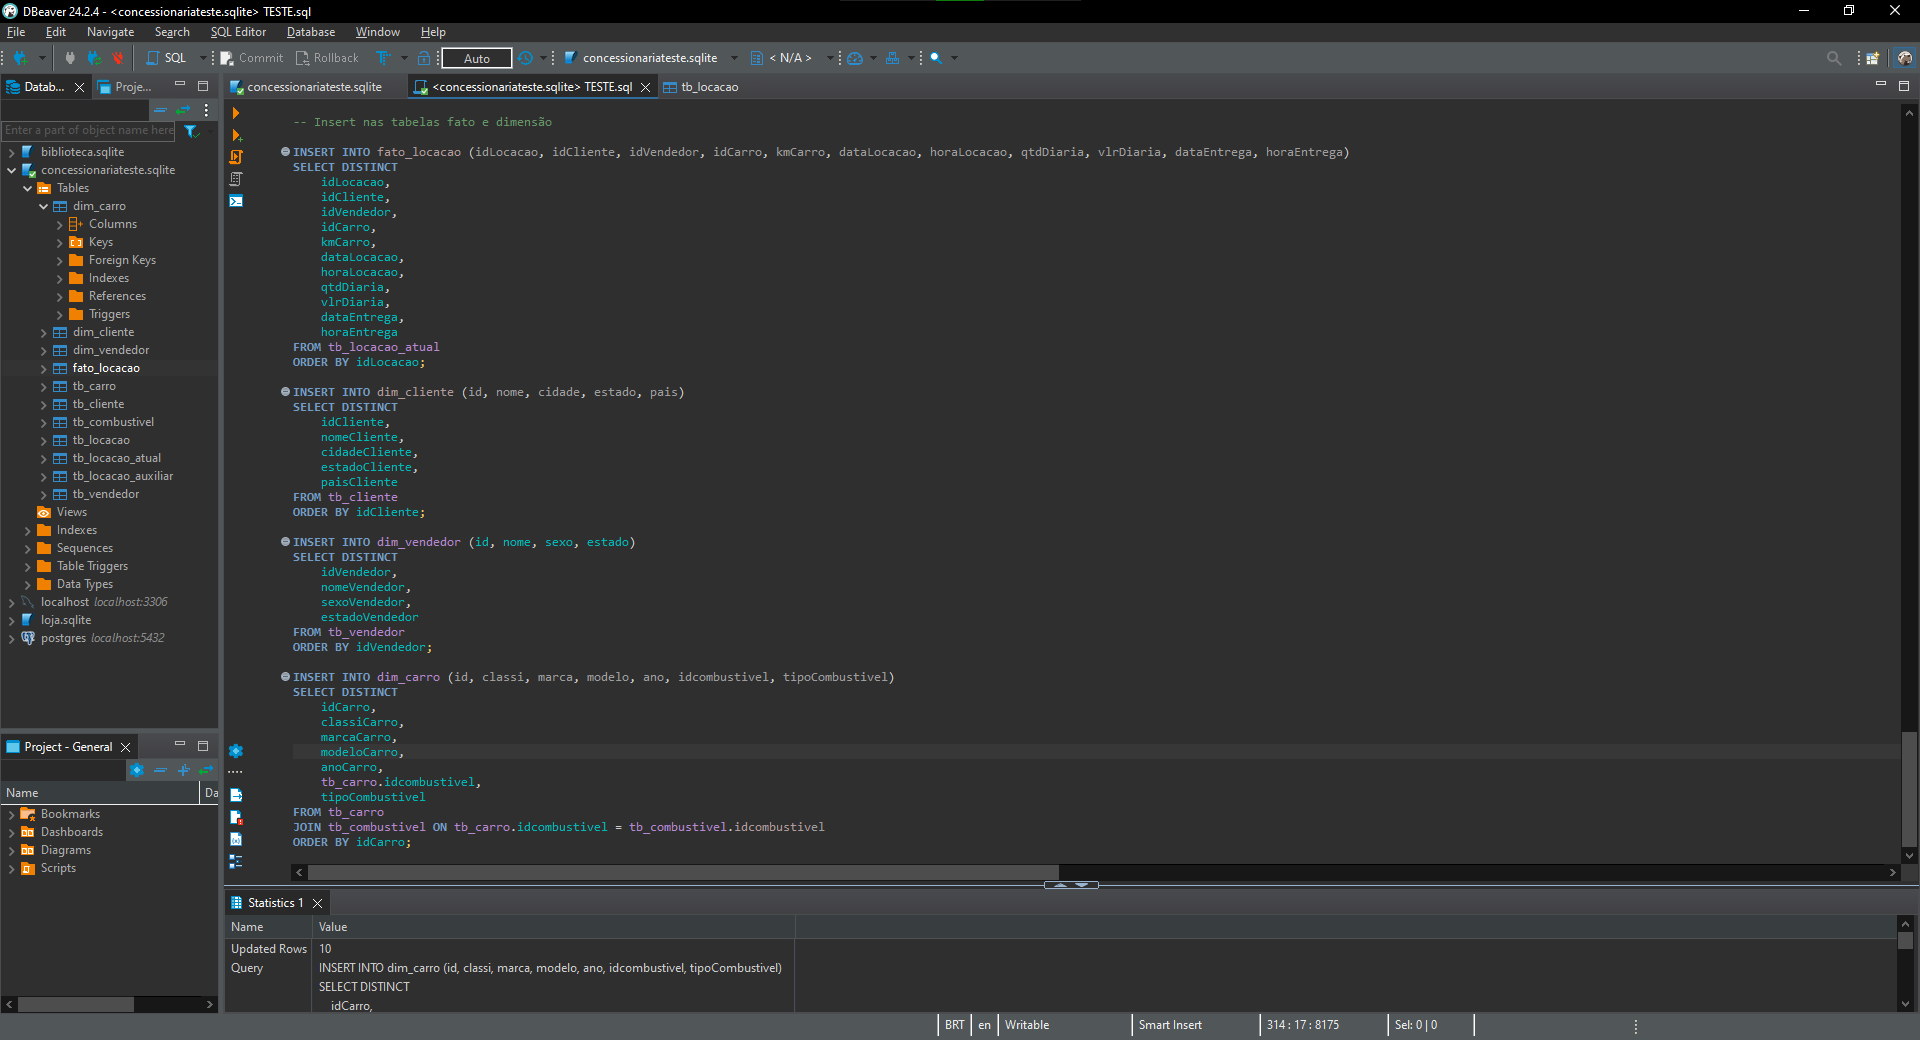 DBeaver 24.2.4 - <concessionariateste.sqlite> TESTE.sql
File Edit Navigate Search SQL Editor Database Window Help
SQL Commit Rollback Auto concessionariateste.sqlite < N/A >
Datab... Proje...
concessionariateste.sqlite <concessionariateste.sqlite> TESTE.sql tb_locacao
Enter a part of object name here
biblioteca.sqlite
concessionariateste.sqlite
Tables
dim_carro
Columns
Keys
Foreign Keys
Indexes
References
Triggers
dim_cliente
dim_vendedor
fato_locacao
tb_carro
tb_cliente
tb_combustivel
tb_locacao
tb_locacao_atual
tb_locacao_auxiliar
tb_vendedor
Views
Indexes
Sequences
Table Triggers
Data Types
localhost localhost:3306
loja.sqlite
postgres localhost:5432
Project - General
Name Da
Bookmarks
Dashboards
Diagrams
Scripts
-- Insert nas tabelas fato e dimensão
INSERT INTO fato_locacao (idLocacao, idCliente, idVendedor, idCarro, kmCarro, dataLocacao, horaLocacao, qtdDiaria, vlrDiaria, dataEntrega, horaEntrega)
SELECT DISTINCT
idLocacao,
idCliente,
idVendedor,
idCarro,
kmCarro,
dataLocacao,
horaLocacao,
qtdDiaria,
vlrDiaria,
dataEntrega,
horaEntrega
FROM tb_locacao_atual
ORDER BY idLocacao;
INSERT INTO dim_cliente (id, nome, cidade, estado, pais)
SELECT DISTINCT
idCliente,
nomeCliente,
cidadeCliente,
estadoCliente,
paisCliente
FROM tb_cliente
ORDER BY idCliente;
INSERT INTO dim_vendedor (id, nome, sexo, estado)
SELECT DISTINCT
idVendedor,
nomeVendedor,
sexoVendedor,
estadoVendedor
FROM tb_vendedor
ORDER BY idVendedor;
INSERT INTO dim_carro (id, classi, marca, modelo, ano, idcombustivel, tipoCombustivel)
SELECT DISTINCT
idCarro,
classiCarro,
marcaCarro,
modeloCarro,
anoCarro,
tb_carro.idcombustivel,
tipoCombustivel
FROM tb_carro
JOIN tb_combustivel ON tb_carro.idcombustivel = tb_combustivel.idcombustivel
ORDER BY idCarro;
Statistics 1
Name Value
Updated Rows 10
Query INSERT INTO dim_carro (id, classi, marca, modelo, ano, idcombustivel, tipoCombustivel)
SELECT DISTINCT
idCarro,
BRT en Writable Smart Insert 314 : 17 : 8175 Sel: 0 | 0